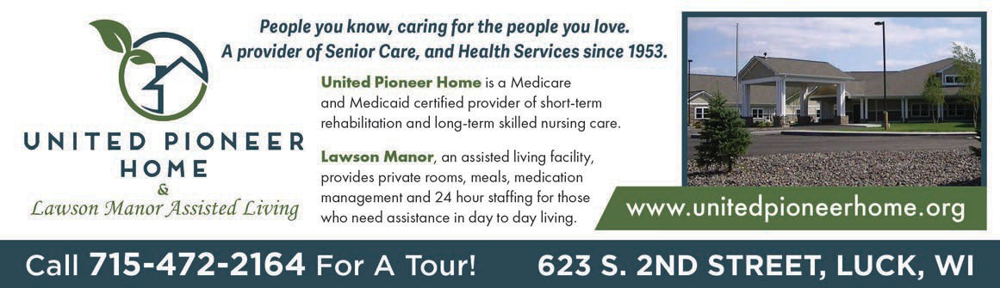 UNITED PIONEER
HOME
&
Lawson Manor Assisted Living
People you know, caring for the people you love.
A provider of Senior Care, and Health Services since 1953.
United Pioneer Home is a Medicare
and Medicaid certified provider of short-term
rehabilitation and long-term skilled nursing care.
Lawson Manor, an assisted living facility,
provides private rooms, meals, medication
management and 24 hour staffing for those
who need assistance in day to day living.
www.unitedpioneerhome.org
Call 715-472-2164 For A Tour!
623 S. 2ND STREET, LUCK, WI